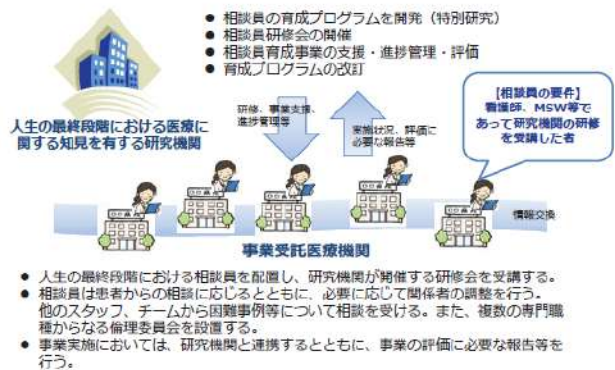 ● 相談員の育成プログラムを開発（特別研究）
● 相談員研修会の開催
● 相談員育成事業の支援・進捗管理・評価
● 育成プログラムの改訂
人生の最終段階における医療に
関する知見を有する研究機関
研修、事業支援、
進捗管理等
実施状況、評価に
必要な報告等
【相談員の要件】
看護師、MSW等で
あって研究機関の研修
を受講した者
情報交換
事業受託医療機関
● 人生の最終段階における相談員を配置し、研究機関が開催する研修会を受講する。
● 相談員は患者からの相談に応じるとともに、必要に応じて関係者の調整を行う。
他のスタッフ、チームから困難事例等について相談を受ける。また、複数の専門職
種からなる倫理委員会を設置する。
● 事業実施においては、研究機関と連携するとともに、事業の評価に必要な報告等を
行う。